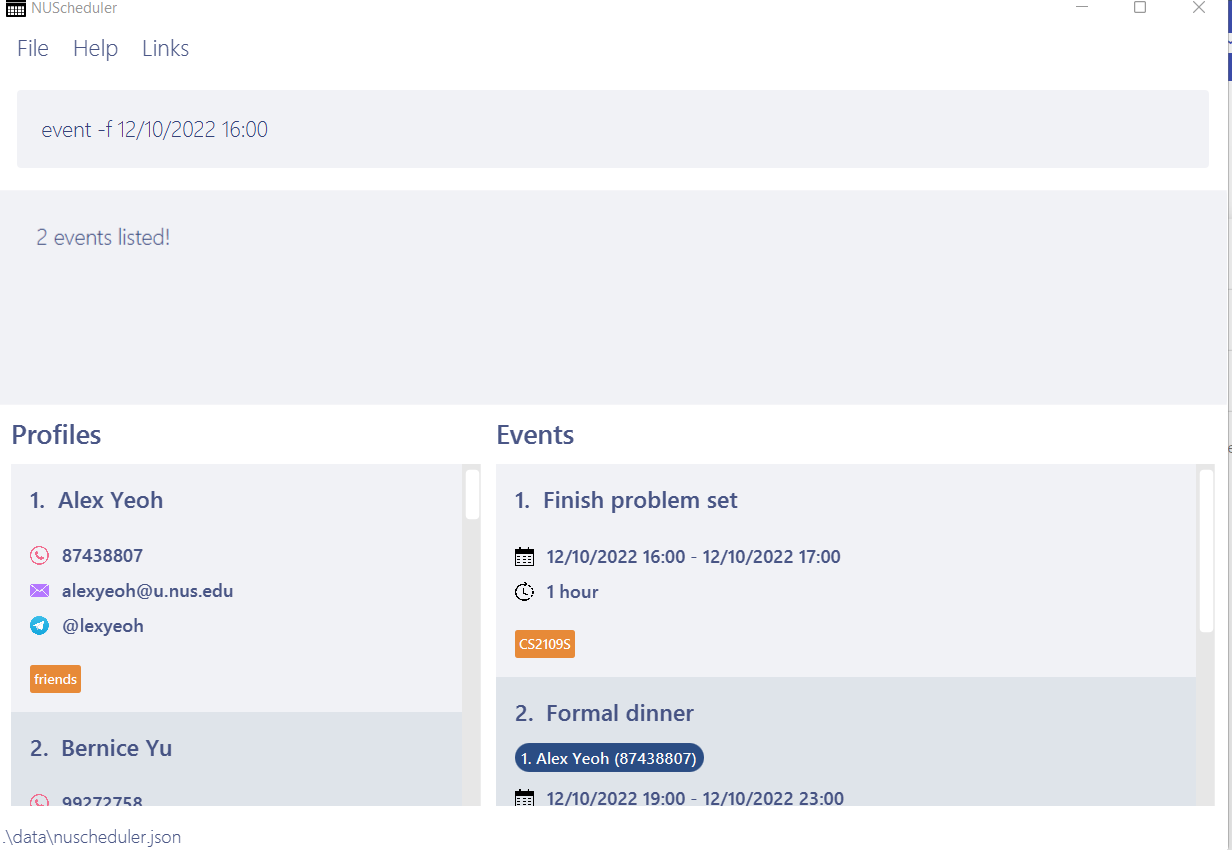 NUScheduler
File Help Links
event -f 12/10/2022 16:00
2 events listed!
Profiles
1. Alex Yeoh
87438807
alexyeoh@u.nus.edu
@lexyeoh
friends
2. Bernice Yu
99272758
Events
1. Finish problem set
12/10/2022 16:00 - 12/10/2022 17:00
1 hour
CS2109S
2. Formal dinner
1. Alex Yeoh (87438807)
12/10/2022 19:00 - 12/10/2022 23:00
.\data\nuscheduler.json